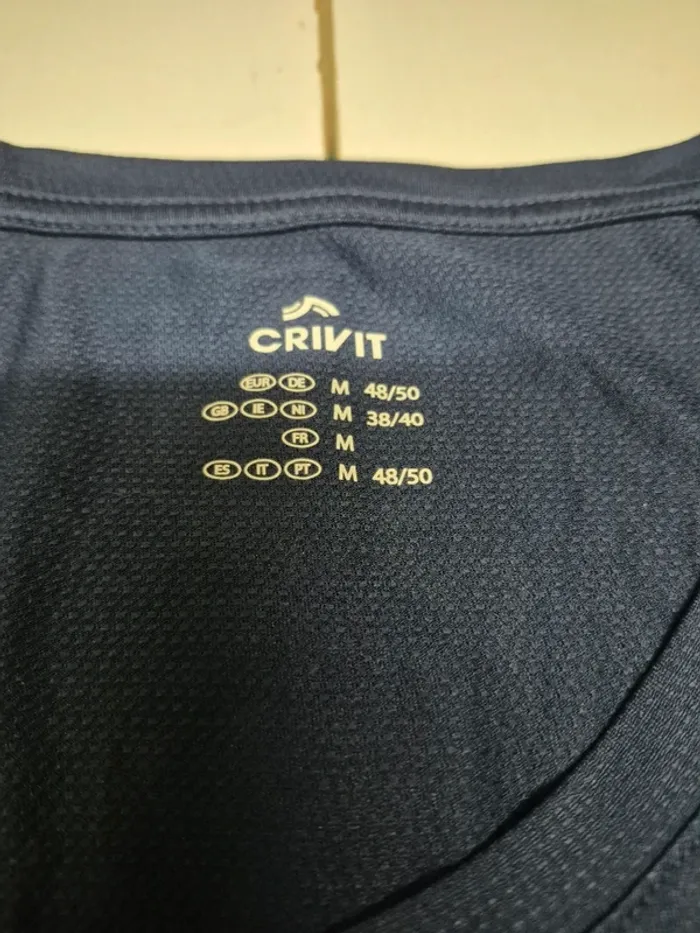 CRIVIT
EUR DE M 48/50
GB IE NI M 38/40
FR M
ES IT PT M 48/50